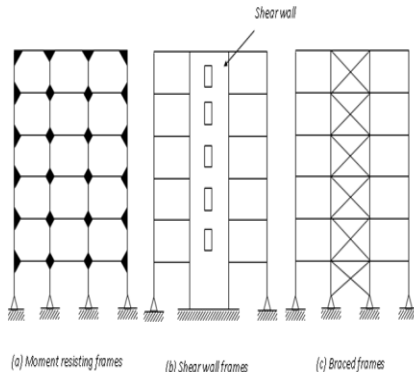 Shear wall
(a) Moment resisting frames
(b) Shear wall frames
(c) Braced frames